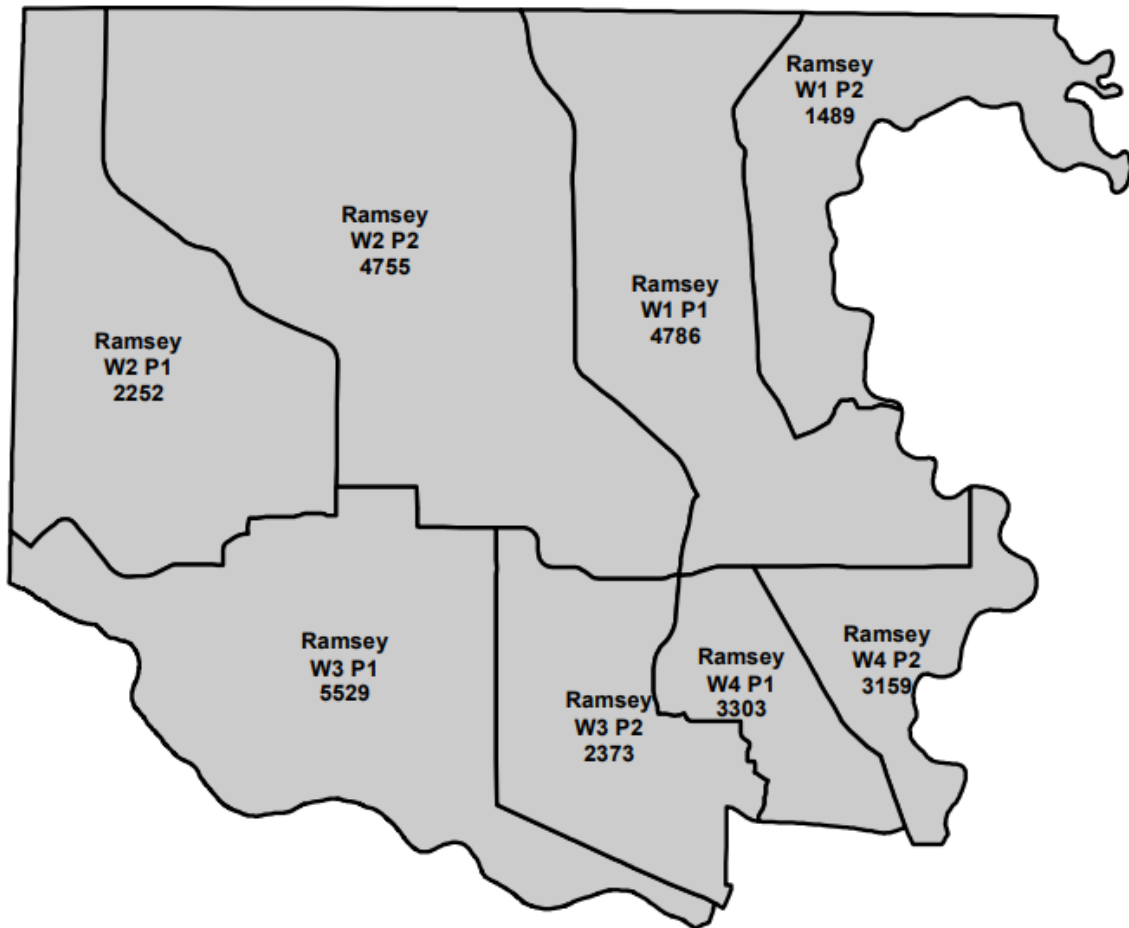 Ramsey
W1 P2
1489
Ramsey
W2 P2
4755
Ramsey
W1 P1
4786
Ramsey
W2 P1
2252
Ramsey
W3 P1
5529
Ramsey
W4 P2
3159
Ramsey
W4 P1
3303
Ramsey
W3 P2
2373